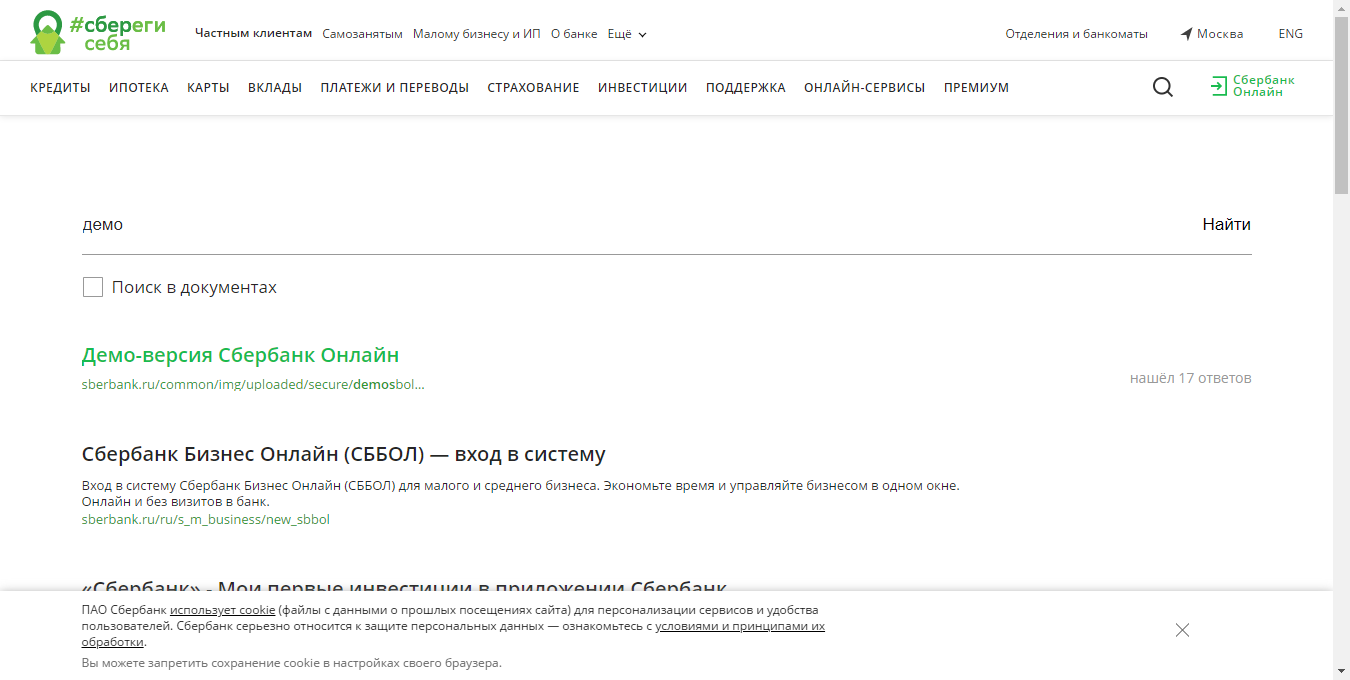 #сбереги
себя
Частным клиентам Самозанятым Малому бизнесу и ИП О банке Ещё
Отделения и банкоматы Москва ENG
КРЕДИТЫ ИПОТЕКА КАРТЫ ВКЛАДЫ ПЛАТЕЖИ И ПЕРЕВОДЫ СТРАХОВАНИЕ ИНВЕСТИЦИИ ПОДДЕРЖКА ОНЛАЙН-СЕРВИСЫ ПРЕМИУМ
Сбербанк
Онлайн
демо
Найти
Поиск в документах
Демо-версия Сбербанк Онлайн
sberbank.ru/common/img/uploaded/secure/demosbol...
нашёл 17 ответов
Сбербанк Бизнес Онлайн (СББОЛ) — вход в систему
Вход в систему Сбербанк Бизнес Онлайн (СББОЛ) для малого и среднего бизнеса. Экономьте время и управляйте бизнесом в одном окне.
Онлайн и без визитов в банк.
sberbank.ru/ru/s_m_business/new_sbbol
«Сбербанк» - Мои первые инвестиции в приложении Сбербанк
ПАО Сбербанк использует cookie (файлы с данными о прошлых посещениях сайта) для персонализации сервисов и удобства
пользователей. Сбербанк серьезно относится к защите персональных данных — ознакомьтесь с условиями и принципами их
обработки.
Вы можете запретить сохранение cookie в настройках своего браузера.